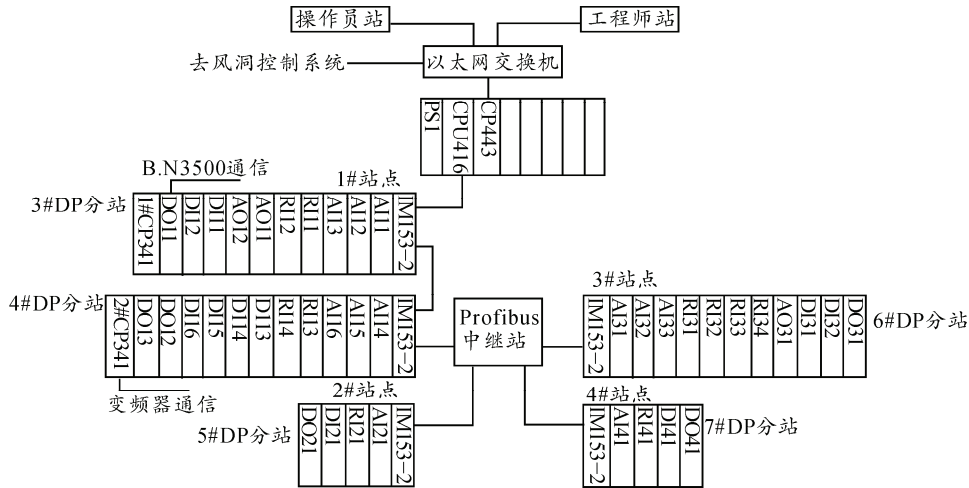 操作员站
工程师站
去风洞控制系统
以太网交换机
PS1
CPU416
CP443
B.N3500通信
1#站点
3#DP分站
1#CP341
DO11
DI12
DI11
AO12
AO11
RI12
RI11
AI13
AI12
AI11
IM153-2
4#DP分站
2#CP341
DO13
DO12
DI16
DI15
DI14
DI13
RI14
RI13
AI16
AI15
AI14
IM153-2
变频器通信
Profibus
中继站
3#站点
IM153-2
AI31
AI32
AI33
RI31
RI32
RI33
RI34
AO31
DI31
DI32
DO31
6#DP分站
2#站点
5#DP分站
DO21
DI21
RI21
AI21
IM153-2
4#站点
IM153-2
AI41
RI41
DI41
DO41
7#DP分站